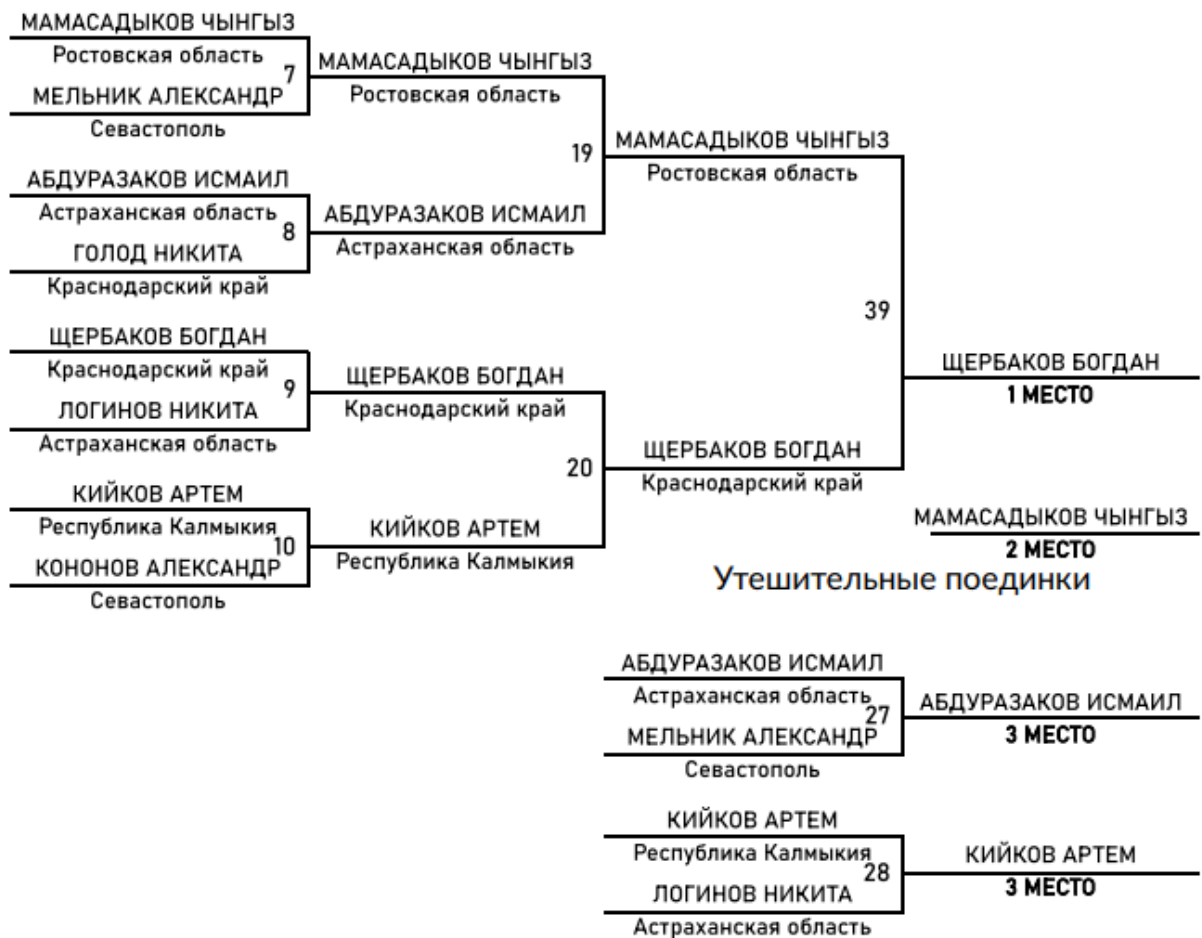 МАМАСАДЫКОВ ЧЫНГЫЗ
Ростовская область
7
МЕЛЬНИК АЛЕКСАНДР
Севастополь
МАМАСАДЫКОВ ЧЫНГЫЗ
Ростовская область
19
МАМАСАДЫКОВ ЧЫНГЫЗ
Ростовская область
АБДУРАЗАКОВ ИСМАИЛ
Астраханская область
8
ГОЛОД НИКИТА
Краснодарский край
АБДУРАЗАКОВ ИСМАИЛ
Астраханская область
39
ЩЕРБАКОВ БОГДАН
Краснодарский край
9
ЛОГИНОВ НИКИТА
Астраханская область
ЩЕРБАКОВ БОГДАН
Краснодарский край
ЩЕРБАКОВ БОГДАН
1 МЕСТО
20
ЩЕРБАКОВ БОГДАН
Краснодарский край
КИЙКОВ АРТЕМ
Республика Калмыкия
10
КОНОНОВ АЛЕКСАНДР
Севастополь
КИЙКОВ АРТЕМ
Республика Калмыкия
МАМАСАДЫКОВ ЧЫНГЫЗ
2 МЕСТО
Утешительные поединки
АБДУРАЗАКОВ ИСМАИЛ
Астраханская область
27
МЕЛЬНИК АЛЕКСАНДР
Севастополь
АБДУРАЗАКОВ ИСМАИЛ
3 МЕСТО
КИЙКОВ АРТЕМ
Республика Калмыкия
28
ЛОГИНОВ НИКИТА
Астраханская область
КИЙКОВ АРТЕМ
3 МЕСТО